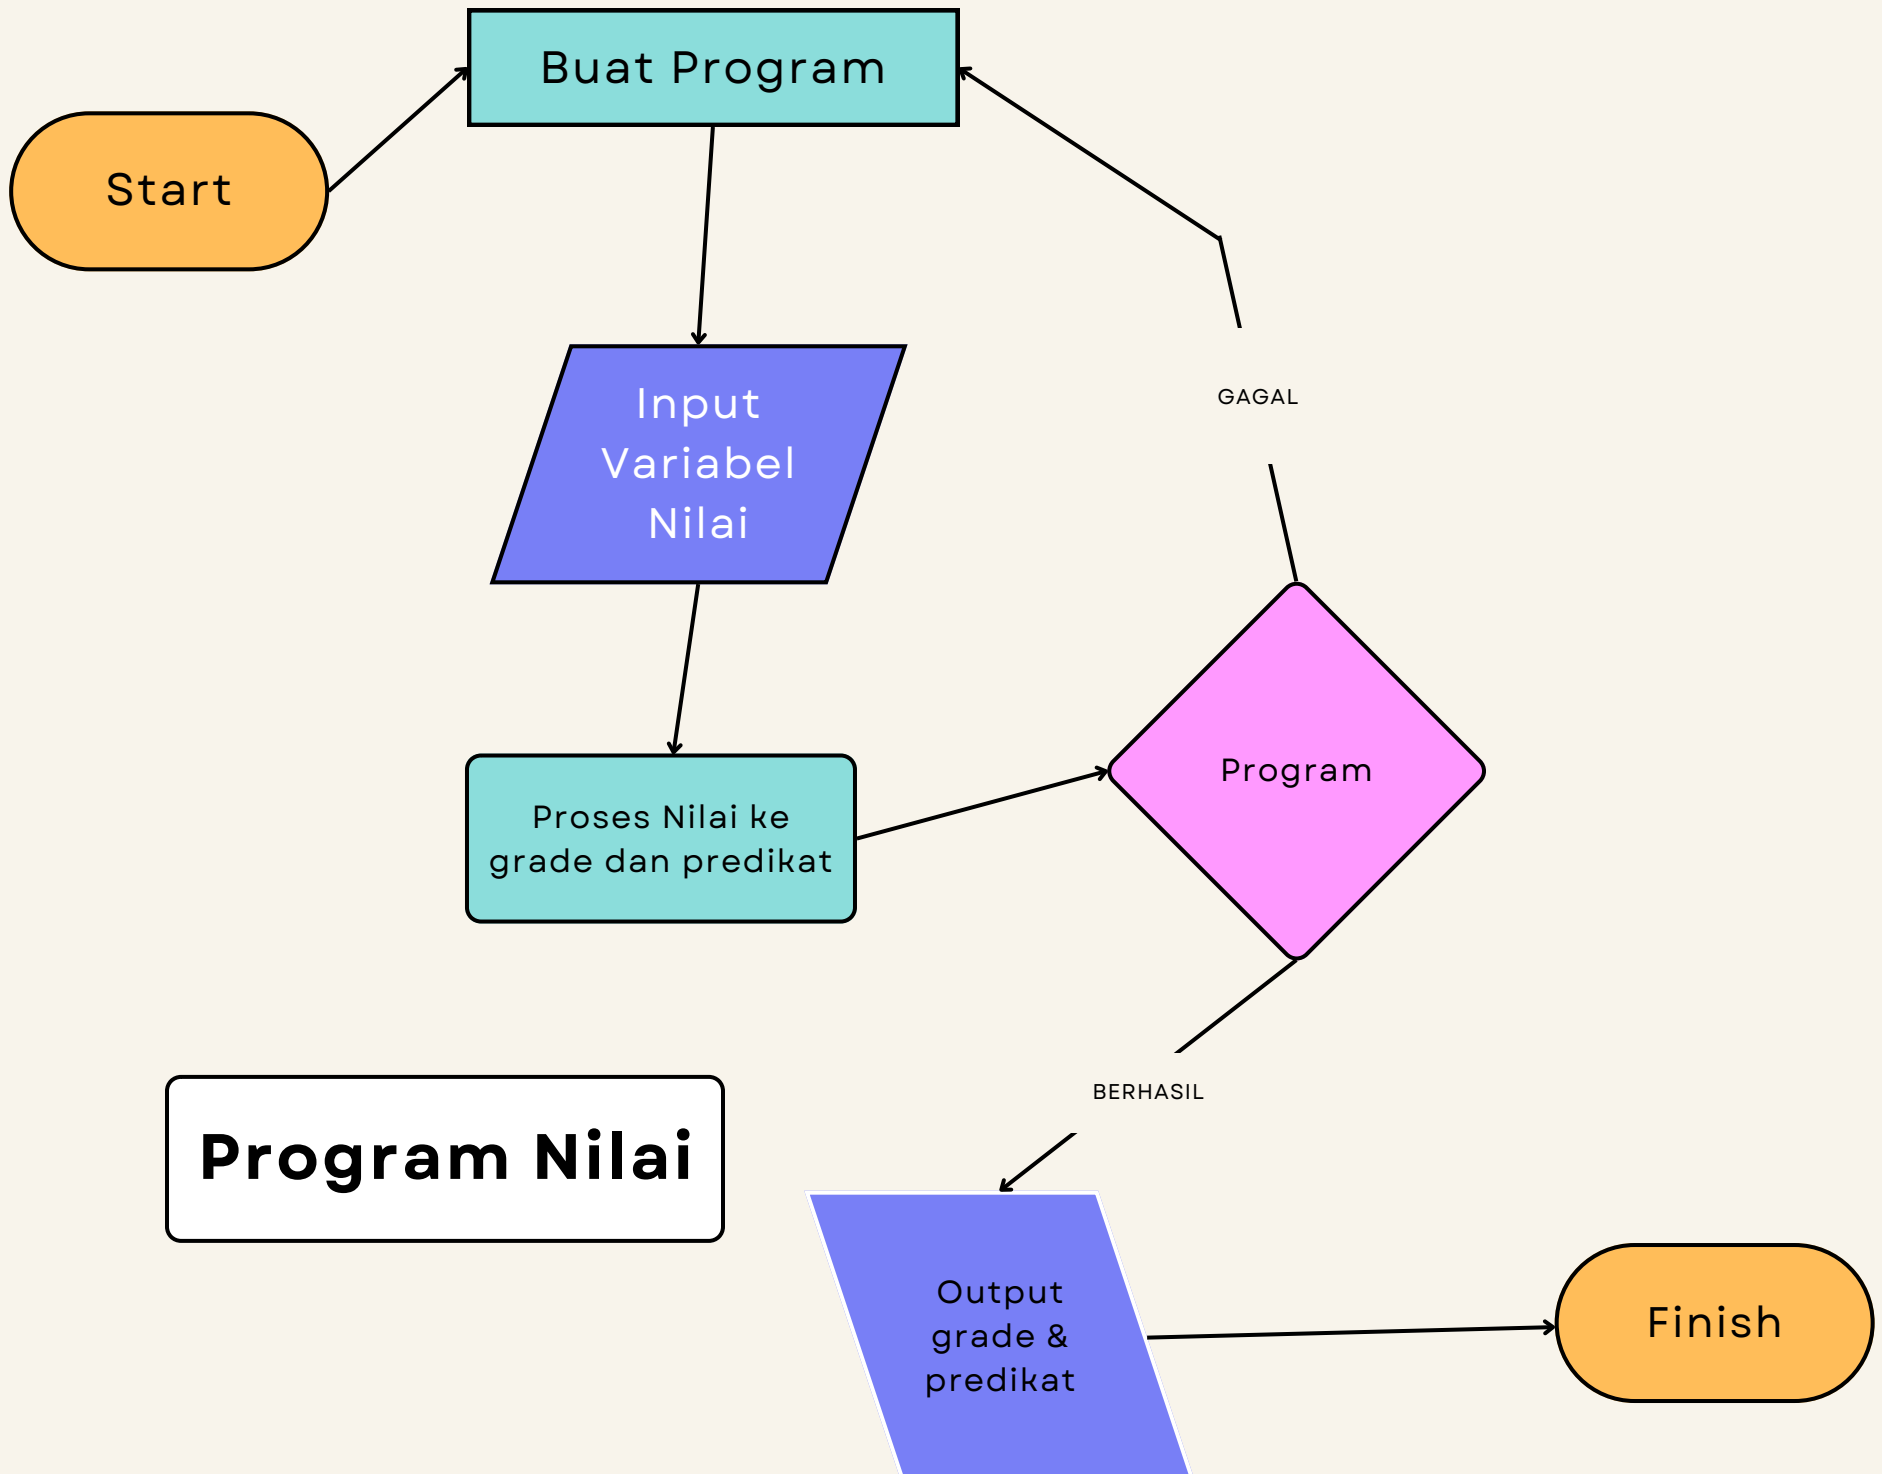 Start
Buat Program
Input
Variabel
Nilai
Proses Nilai ke
grade dan predikat
Program
GAGAL
BERHASIL
Output
grade &
predikat
Finish
Program Nilai